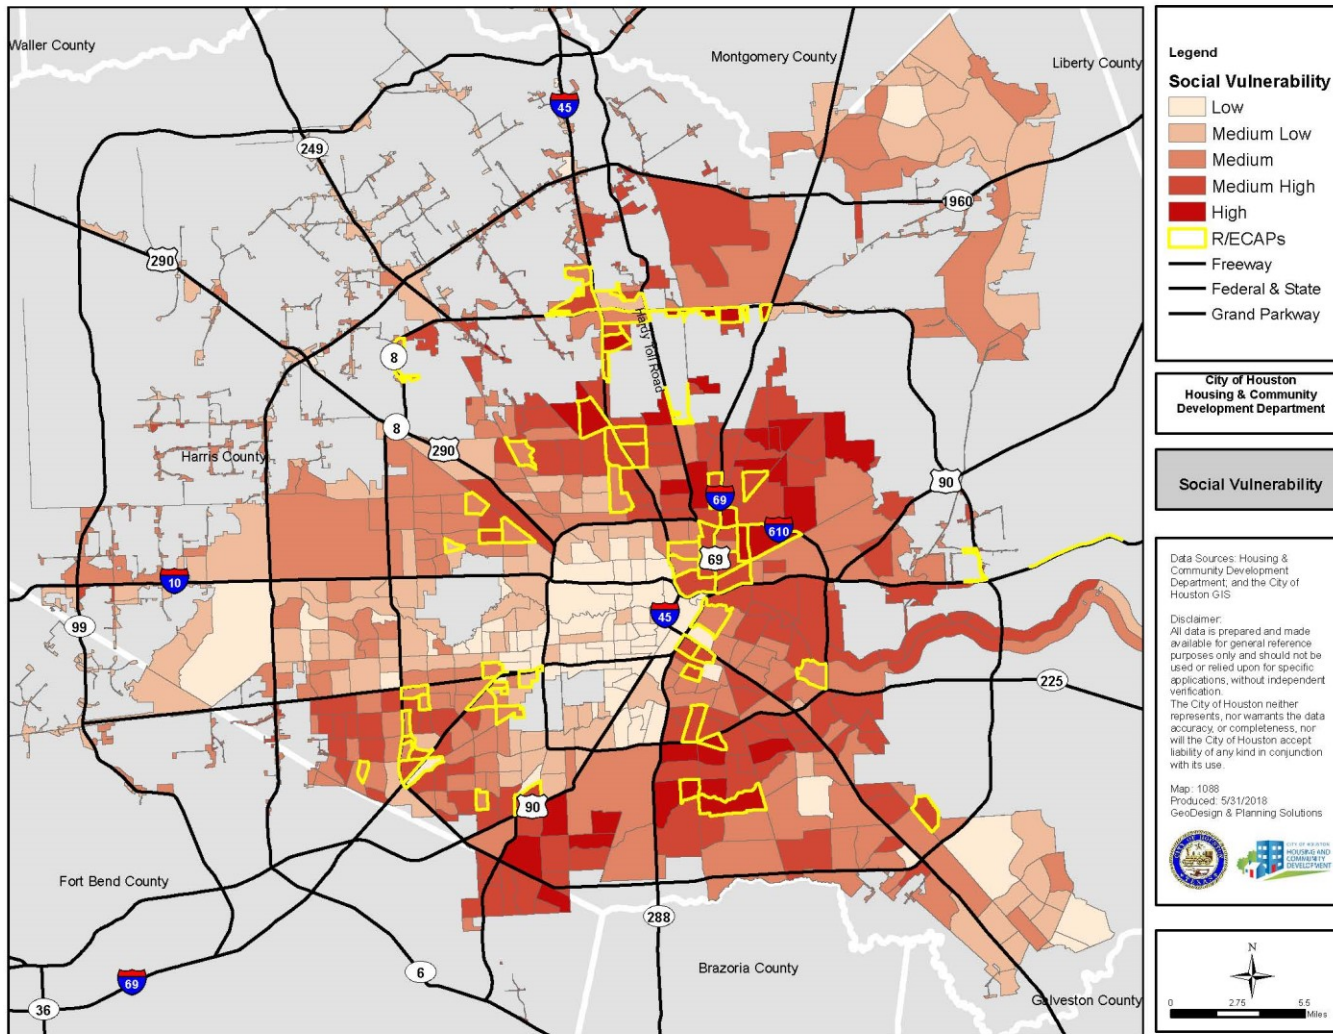 Waller County
Montgomery County
Liberty County
45
249
1960
290
Hardy Toll Road
8
8
290
Harris County
90
69
610
69
10
45
99
225
90
Fort Bend County
288
6
Brazoria County
69
36
Galveston County
Legend
Social Vulnerability
Low
Medium Low
Medium
Medium High
High
R/ECAPs
Freeway
Federal & State
Grand Parkway
City of Houston
Housing & Community
Development Department
Social Vulnerability
Data Sources: Housing &
Community Development
Department; and the City of
Houston GIS
Disclaimer:
All data is prepared and made
available for general reference
purposes only and should not be
used or relied upon for specific
applications, without independent
verification.
The City of Houston neither
represents, nor warrants the data
accuracy, or completeness, nor
will the City of Houston accept
liability of any kind in conjunction
with its use.
Map: 1088
Produced: 5/31/2018
GeoDesign & Planning Solutions
CITY OF HOUSTON
HOUSING AND
COMMUNITY
DEVELOPMENT
N
0 2.75 5.5
Miles